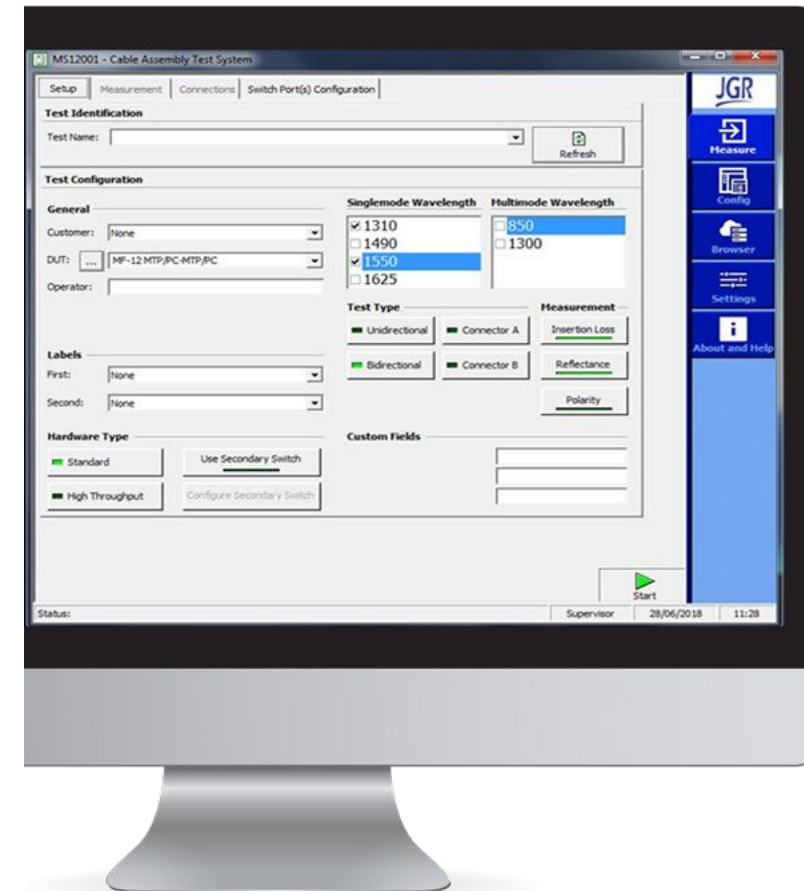 MS12001 - Cable Assembly Test System
Setup Measurement Connections Switch Port(s) Configuration
JGR
Test Identification
Test Name:
Refresh
Measure
Test Configuration
General
Singlemode Wavelength Multimode Wavelength
Config
Customer: None
1310 850
1490 1300
1550
1625
DUT: ... MF-12 MTP/PC-MTP/PC
Operator:
Browser
Settings
Test Type Measurement
Unidirectional Connector A Insertion Loss
Bidirectional Connector B Reflectance
Polarity
About and Help
Labels
First: None
Second: None
Hardware Type
Custom Fields
Standard Use Secondary Switch
High Throughput Configure Secondary Switch
Start
Status: Supervisor 28/06/2018 11:28